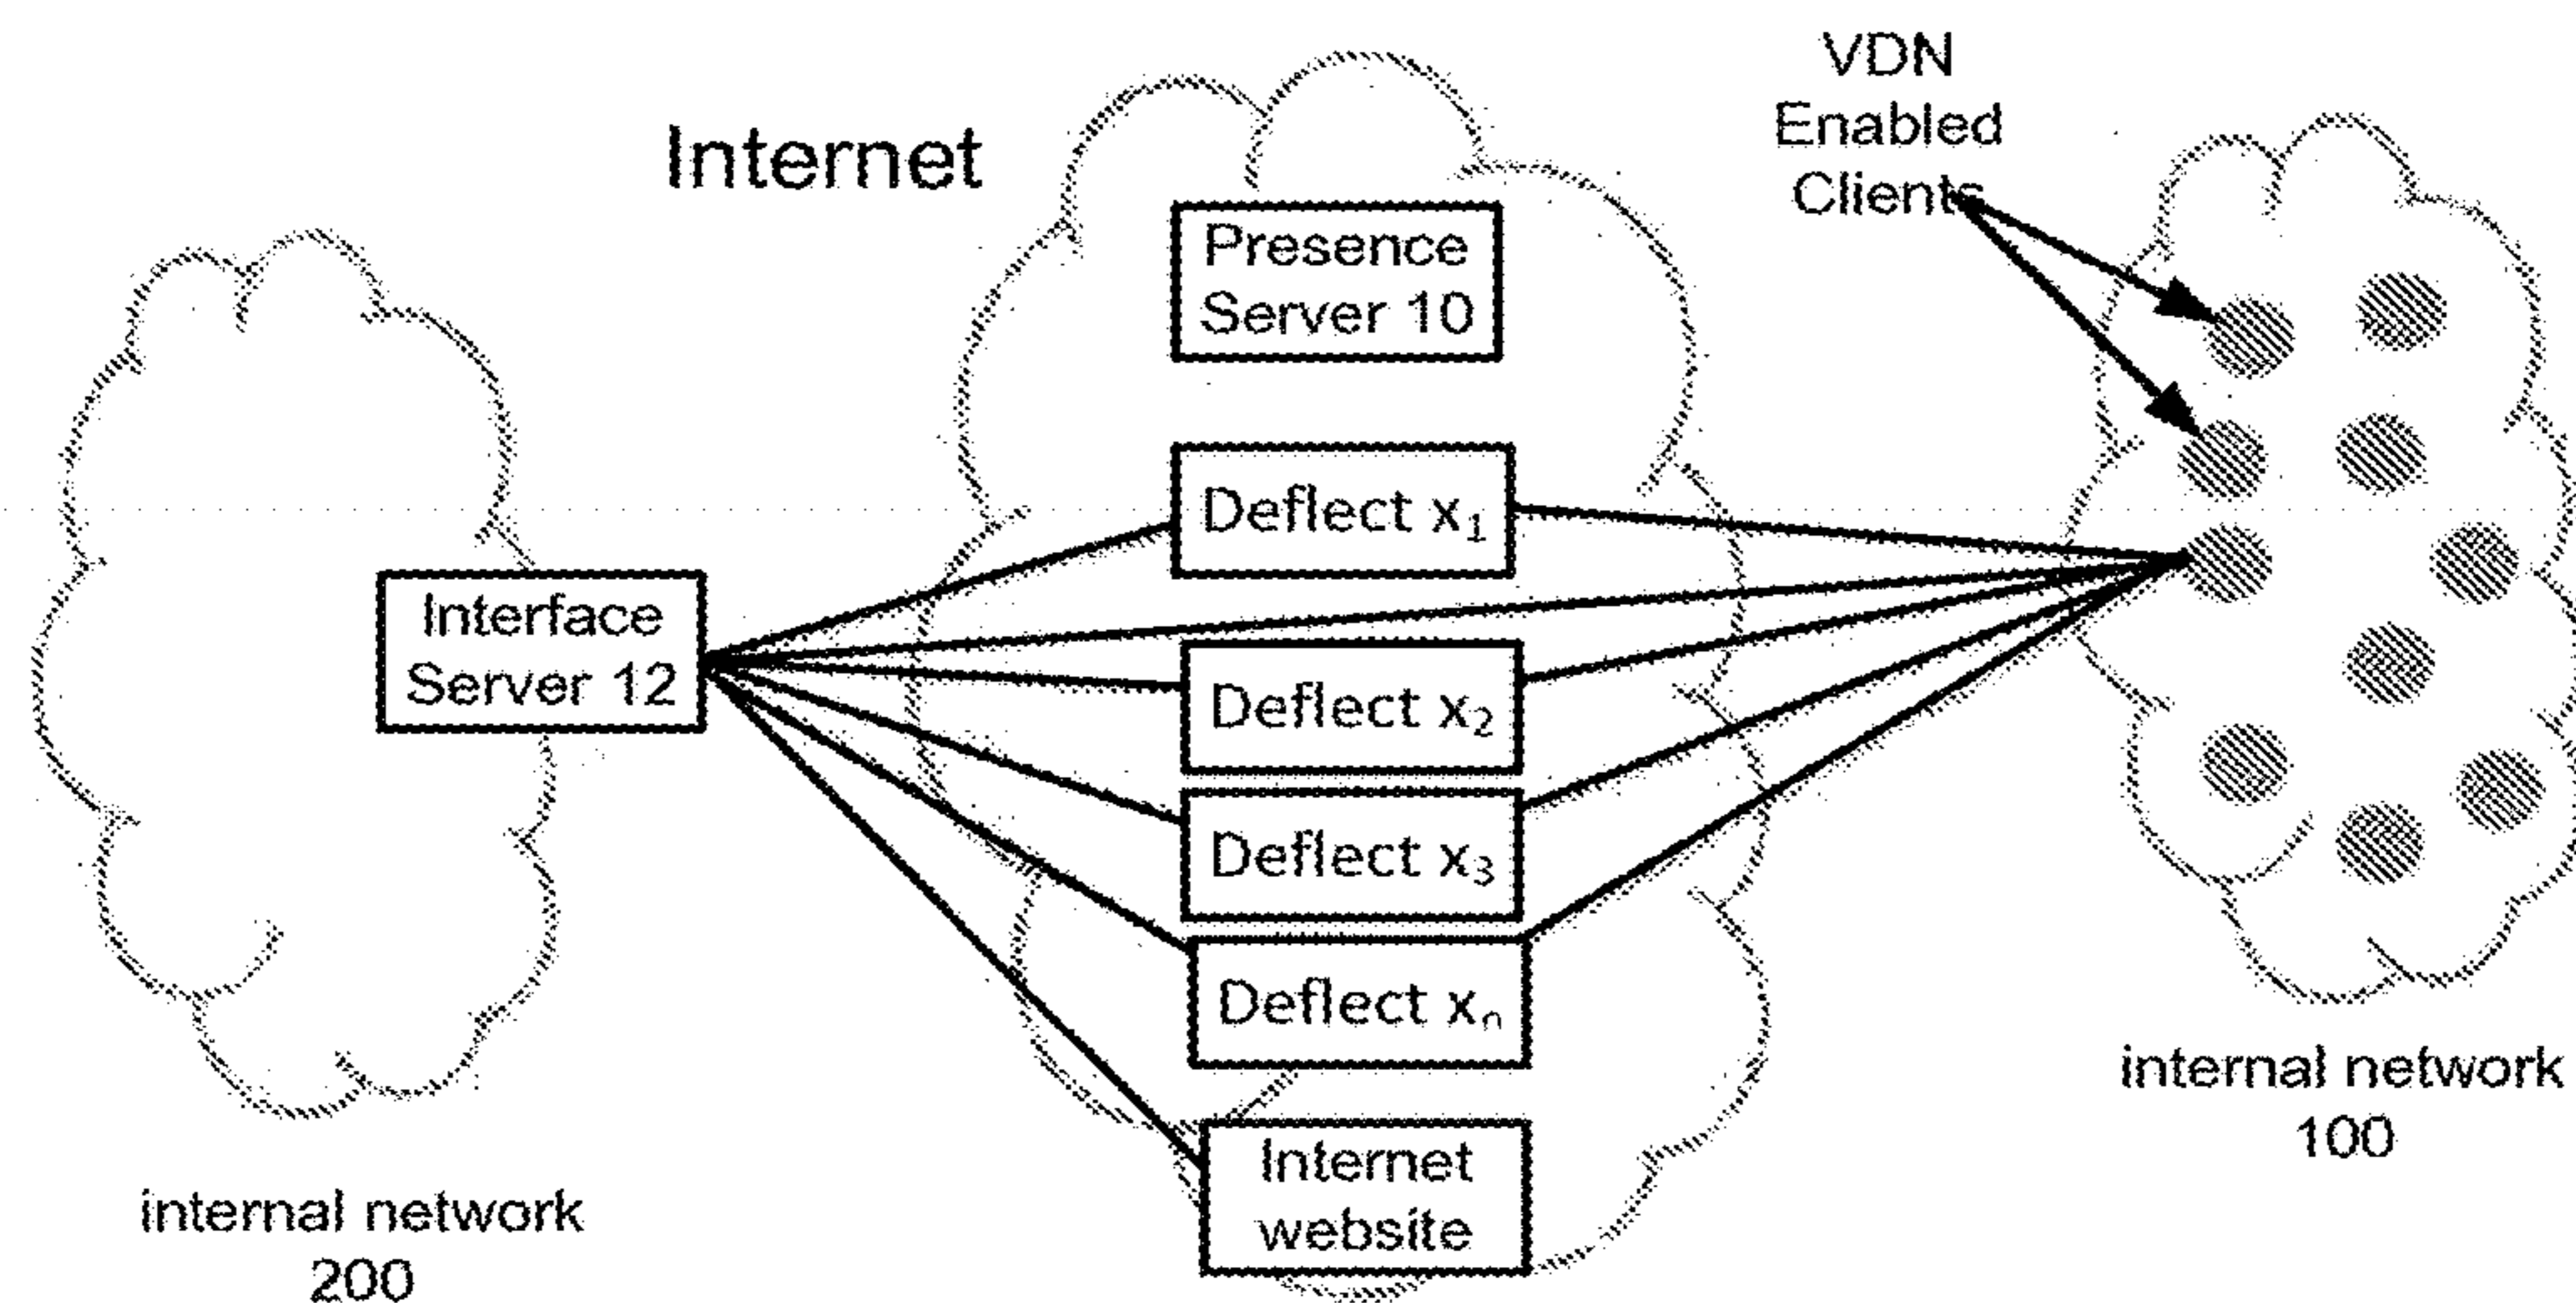 VDN
Enabled
Clients
Internet
Presence
Server 10
Deflect x₁
Interface
Server 12
Deflect x₂
Deflect x₃
Deflect xₙ
Internet
website
internal network
100
internal network
200